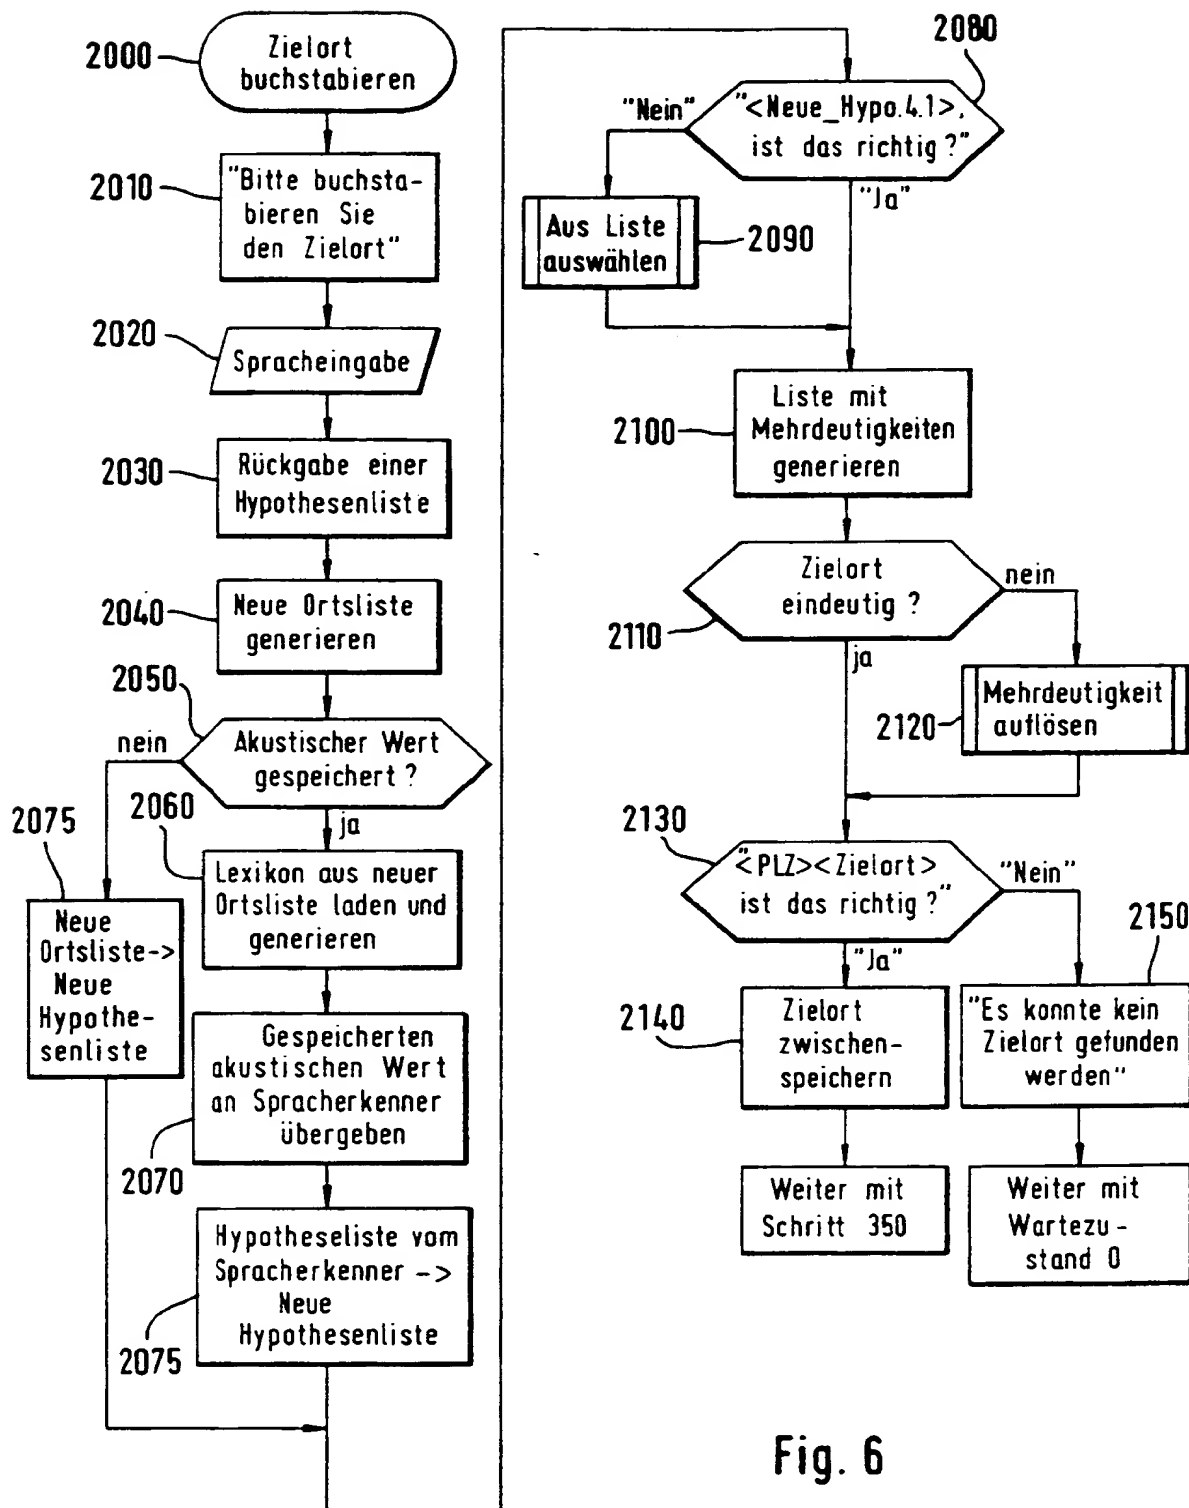 2000
Zielort
buchstabieren
2010
"Bitte buchsta-
bieren Sie
den Zielort"
2020
Spracheingabe
2030
Rückgabe einer
Hypothesenliste
2040
Neue Ortsliste
generieren
2050
nein
Akustischer Wert
gespeichert ?
ja
2075
Neue
Ortsliste->
Neue
Hypothe-
senliste
2060
Lexikon aus neuer
Ortsliste laden und
generieren
Gespeicherten
akustischen Wert
an Spracherkenner
übergeben
2070
Hypotheseliste vom
Spracherkenner ->
Neue
Hypothesenliste
2075
2080
"Nein"
"<Neue_Hypo.4.1>,
ist das richtig ?"
"Ja"
Aus Liste
auswählen
2090
2100
Liste mit
Mehrdeutigkeiten
generieren
Zielort
eindeutig ?
nein
2110
ja
Mehrdeutigkeit
auflösen
2120
2130
"<PLZ><Zielort>
ist das richtig ?"
"Nein"
"Ja"
2140
Zielort
zwischen-
speichern
2150
"Es konnte kein
Zielort gefunden
werden"
Weiter mit
Schritt 350
Weiter mit
Wartezu-
stand 0
Fig. 6